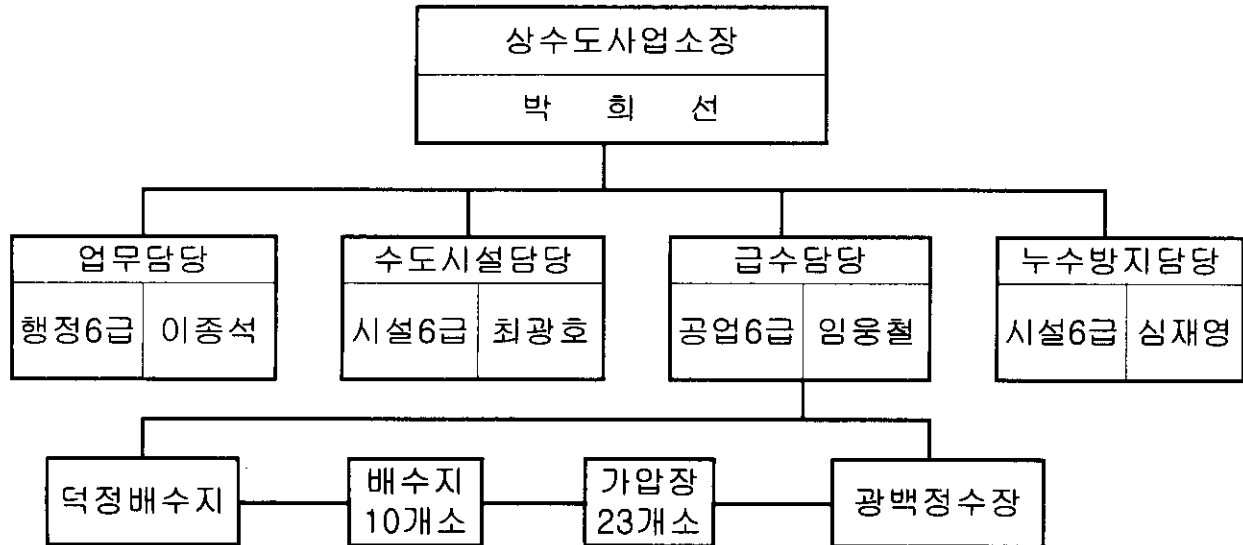 상수도사업소장
박 희 선
업무담당 수도시설담당 급수담당 누수방지담당
행정6급 이종석 시설6급 최광호 공업6급 임웅철 시설6급 심재영
덕정배수지 배수지 가압장 광백정수장
10개소 23개소